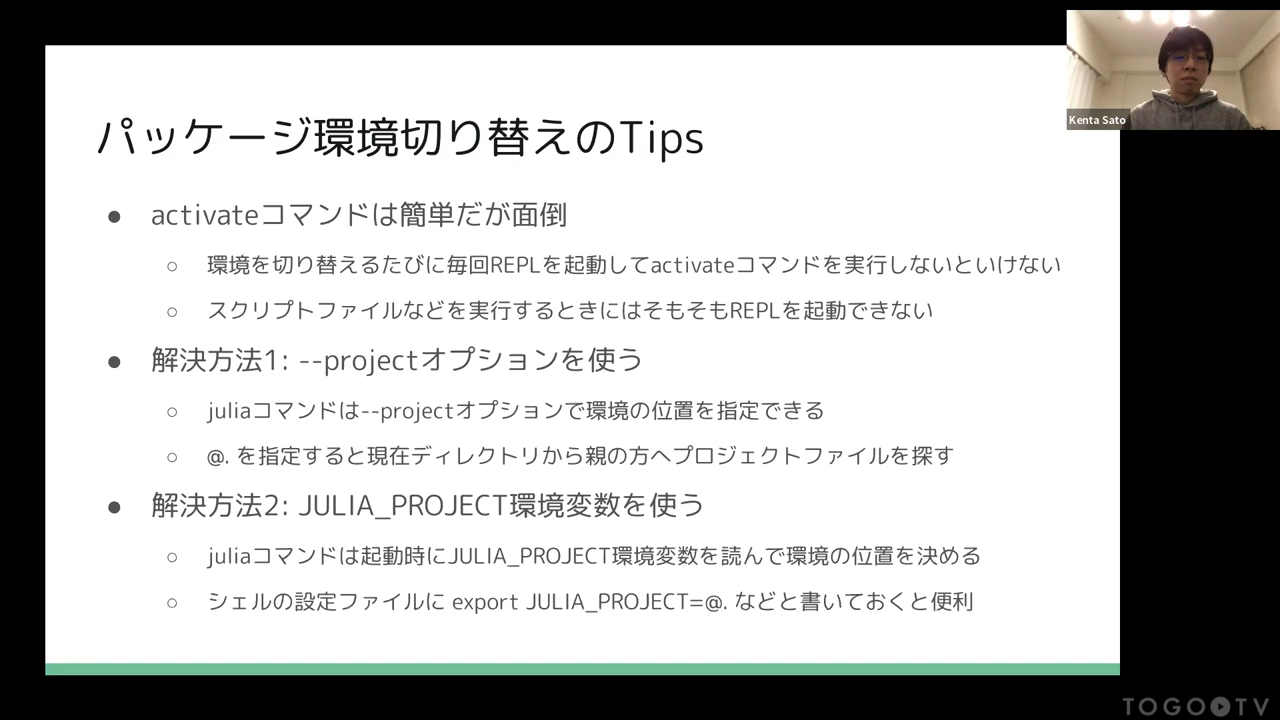 パッケージ環境切り替えのTips
● activateコマンドは簡単だが面倒
○ 環境を切り替えるたびに毎回REPLを起動してactivateコマンドを実行しないといけない
○ スクリプトファイルなどを実行するときにはそもそもREPLを起動できない
● 解決方法1: --projectオプションを使う
○ juliaコマンドは--projectオプションで環境の位置を指定できる
○ @. を指定すると現在ディレクトリから親の方へプロジェクトファイルを探す
● 解決方法2: JULIA_PROJECT環境変数を使う
○ juliaコマンドは起動時にJULIA_PROJECT環境変数を読んで環境の位置を決める
○ シェルの設定ファイルに export JULIA_PROJECT=@. などと書いておくと便利
Kenta Sato
TOGO TV